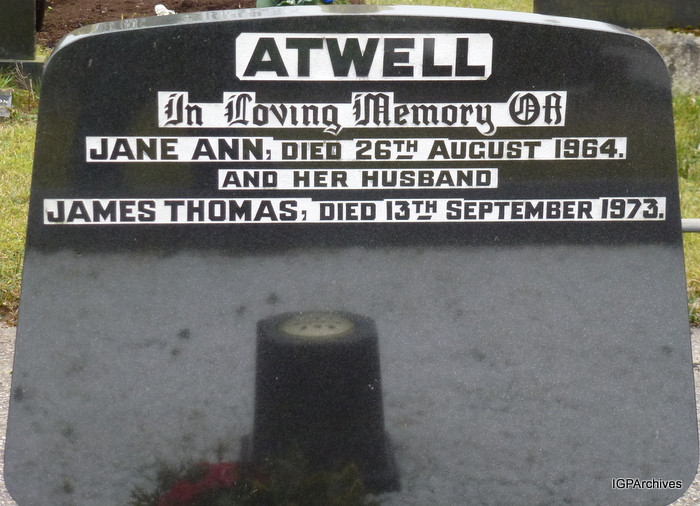 ATWELL
In Loving Memory Of
JANE ANN, DIED 26TH AUGUST 1964.
AND HER HUSBAND
JAMES THOMAS, DIED 13TH SEPTEMBER 1973.
IGPArchives